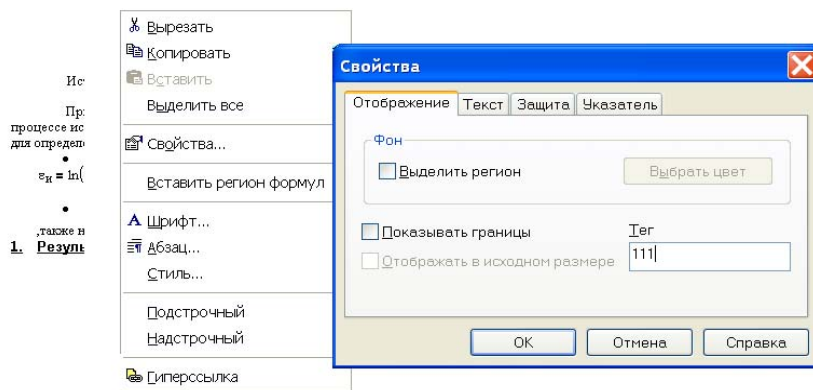 Ис
Пр
процессе ис
для определ
ε_и = ln(
,также н
1. Резуль
Вырезать
Копировать
Вставить
Выделить все
Свойства...
Вставить регион формул
Шрифт...
Абзац...
Стиль...
Подстрочный
Надстрочный
Гиперссылка
Свойства
Отображение Текст Защита Указатель
Фон
Выделить регион Выбрать цвет
Показывать границы Тег
Отображать в исходном размере 111
OK Отмена Справка